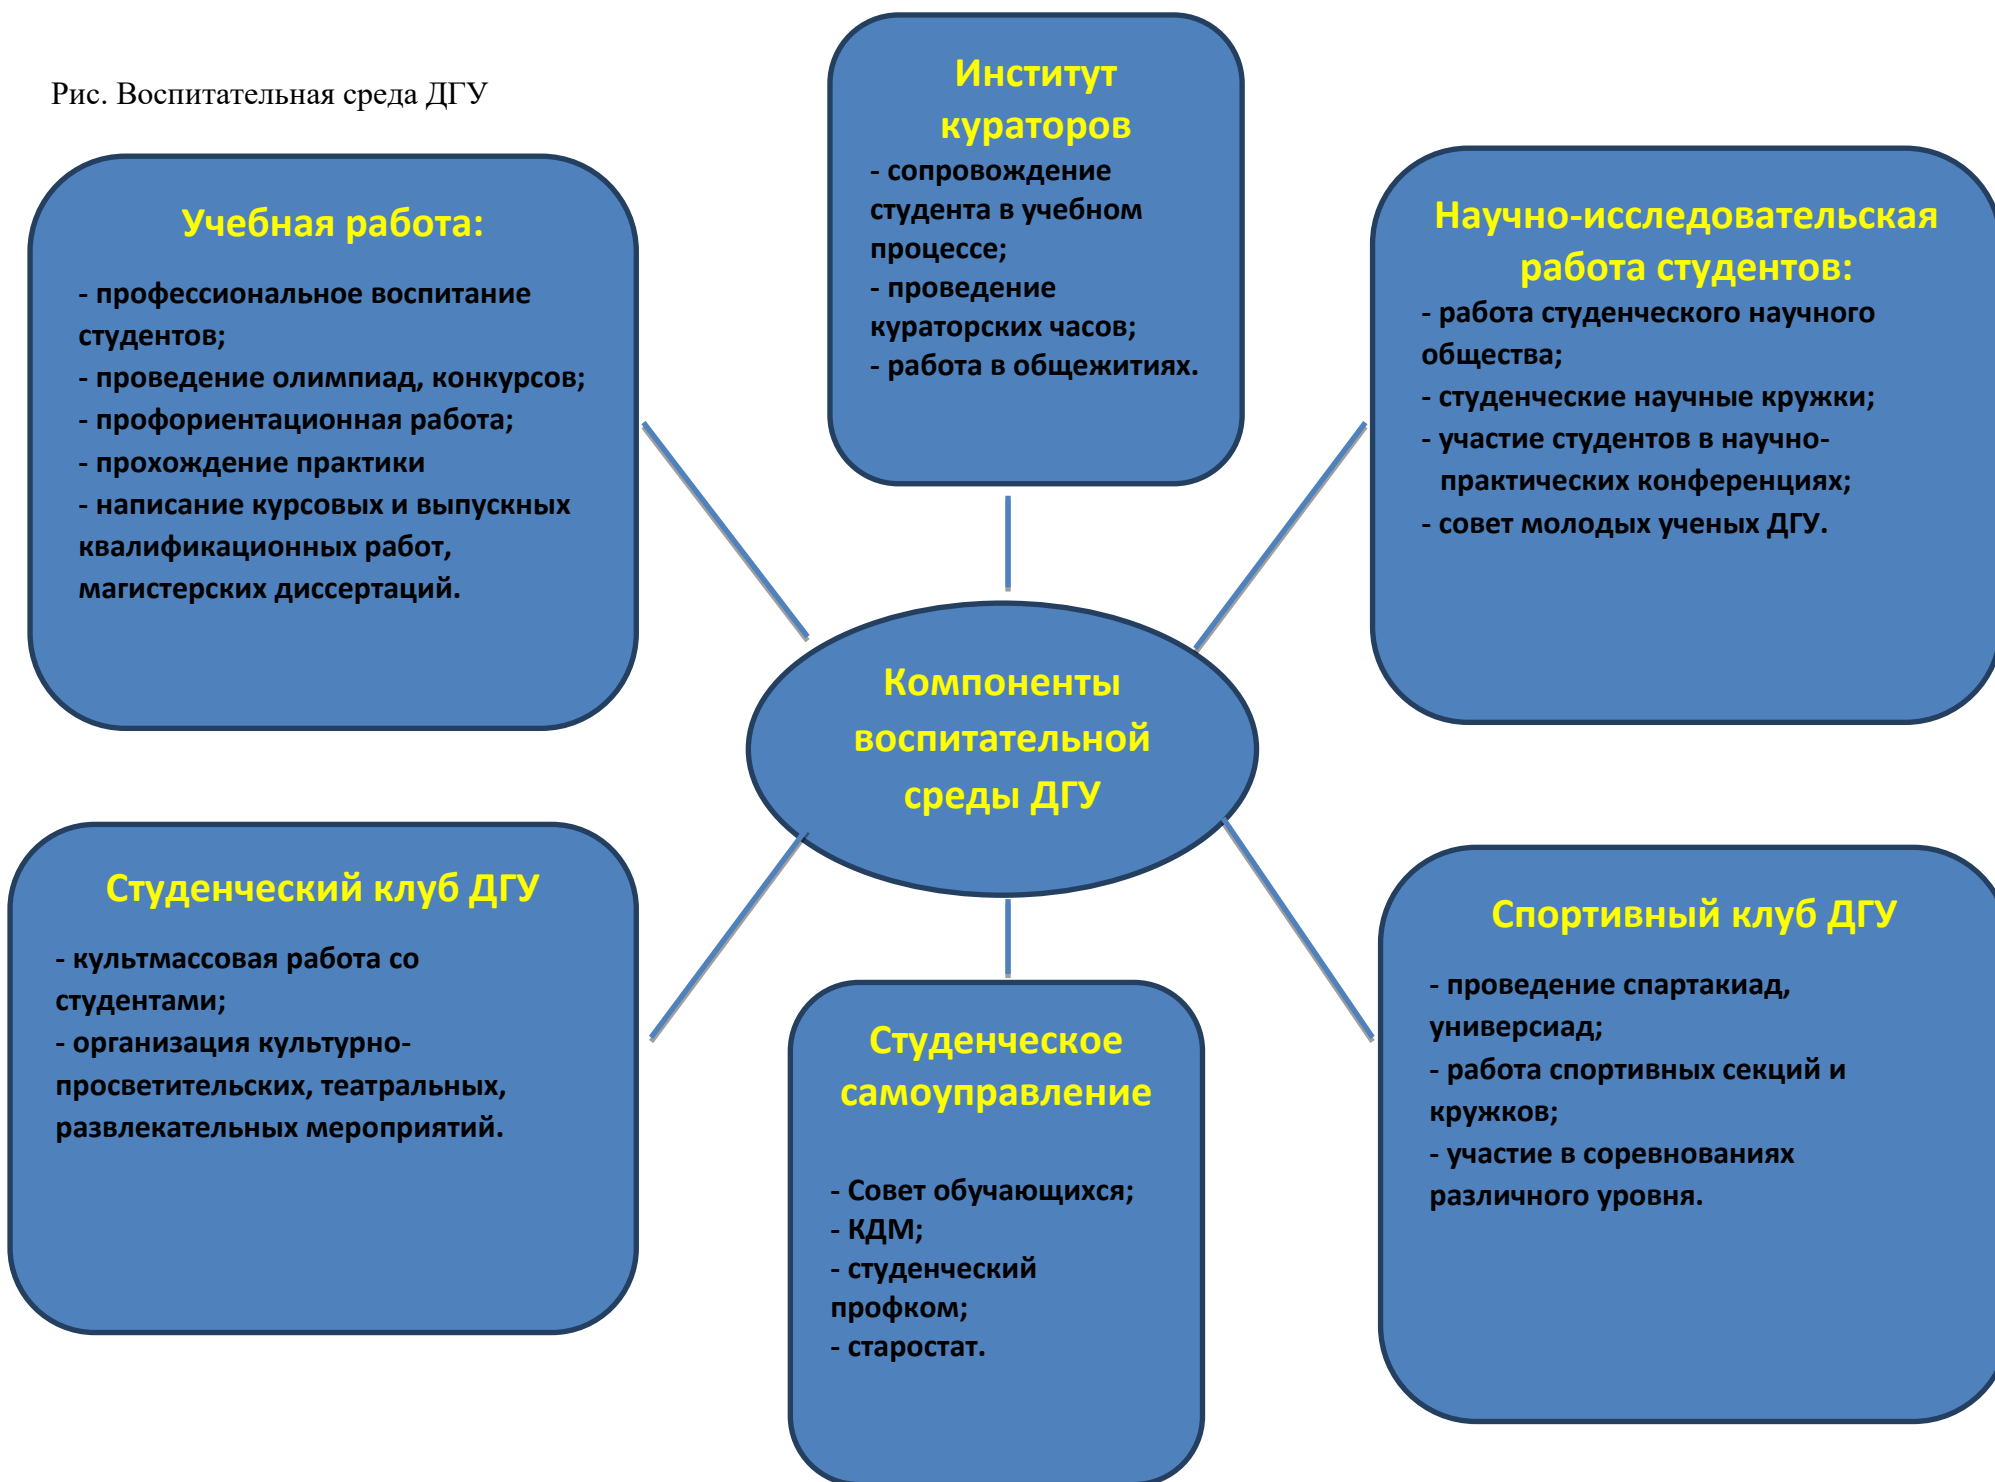 Рис. Воспитательная среда ДГУ
Институт
кураторов
- сопровождение
студента в учебном
процессе;
- проведение
кураторских часов;
- работа в общежитиях.
Учебная работа:
- профессиональное воспитание
студентов;
- проведение олимпиад, конкурсов;
- профориентационная работа;
- прохождение практики
- написание курсовых и выпускных
квалификационных работ,
магистерских диссертаций.
Научно-исследовательская
работа студентов:
- работа студенческого научного
общества;
- студенческие научные кружки;
- участие студентов в научно-
практических конференциях;
- совет молодых ученых ДГУ.
Компоненты
воспитательной
среды ДГУ
Студенческий клуб ДГУ
- культмассовая работа со
студентами;
- организация культурно-
просветительских, театральных,
развлекательных мероприятий.
Студенческое
самоуправление
- Совет обучающихся;
- КДМ;
- студенческий
профком;
- старостат.
Спортивный клуб ДГУ
- проведение спартакиад,
универсиад;
- работа спортивных секций и
кружков;
- участие в соревнованиях
различного уровня.